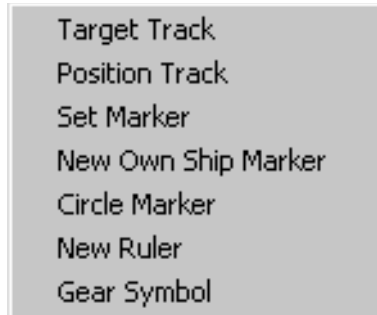 Target Track
Position Track
Set Marker
New Own Ship Marker
Circle Marker
New Ruler
Gear Symbol